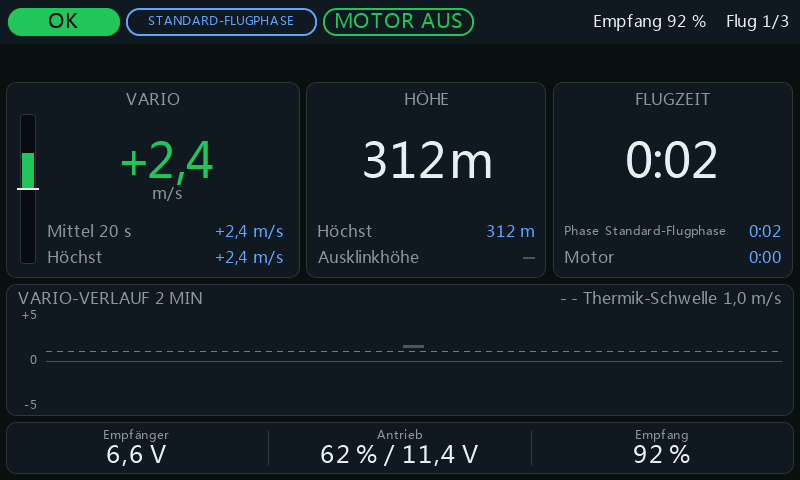 OK STANDARD-FLUGPHASE MOTOR AUS Empfang 92 % Flug 1/3
VARIO
+2,4
m/s
Mittel 20 s +2,4 m/s
Höchst +2,4 m/s
HÖHE
312 m
Höchst 312 m
Ausklinkhöhe —
FLUGZEIT
0:02
Phase Standard-Flugphase 0:02
Motor 0:00
VARIO-VERLAUF 2 MIN - - Thermik-Schwelle 1,0 m/s
+5
0
-5
Empfänger
6,6 V
Antrieb
62 % / 11,4 V
Empfang
92 %